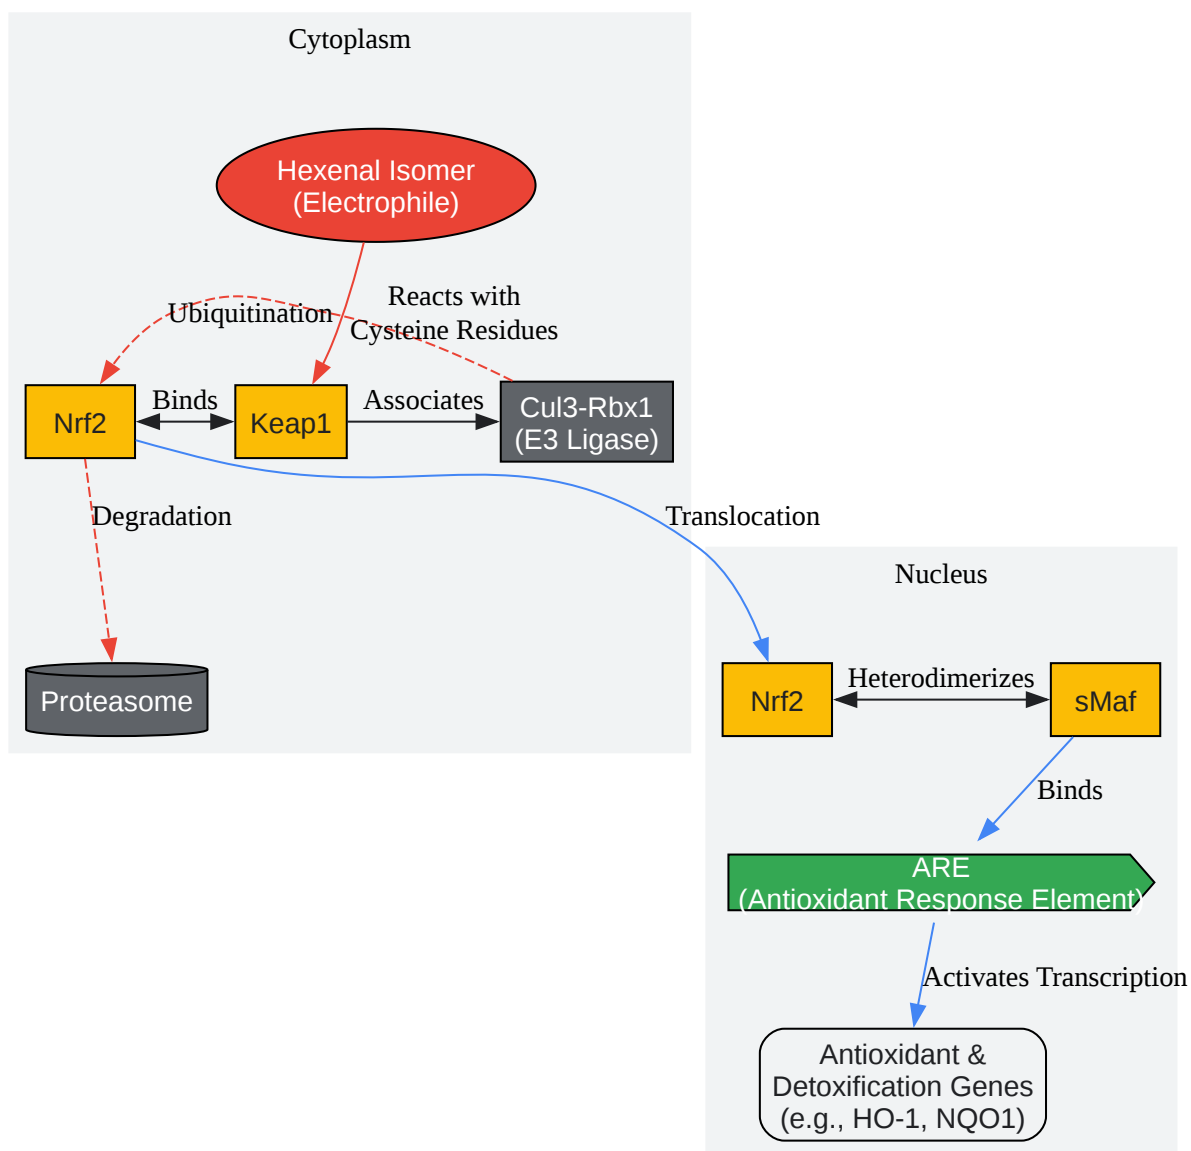 Cytoplasm
Hexenal Isomer
(Electrophile)
Reacts with
Cysteine Residues
Ubiquitination
Nrf2
Binds
Keap1
Associates
Cul3-Rbx1
(E3 Ligase)
Degradation
Translocation
Proteasome
Nucleus
Nrf2
Heterodimerizes
sMaf
Binds
ARE
(Antioxidant Response Element)
Activates Transcription
Antioxidant &
Detoxification Genes
(e.g., HO-1, NQO1)